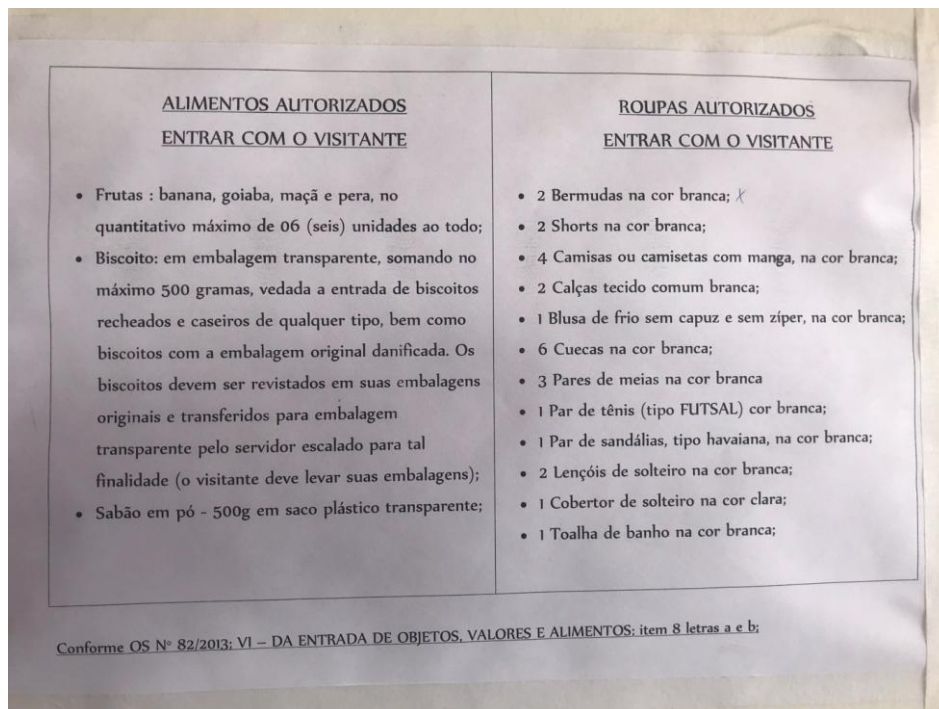 ALIMENTOS AUTORIZADOS
ENTRAR COM O VISITANTE
• Frutas : banana, goiaba, maçã e pera, no
quantitativo máximo de 06 (seis) unidades ao todo;
• Biscoito: em embalagem transparente, somando no
máximo 500 gramas, vedada a entrada de biscoitos
recheados e caseiros de qualquer tipo, bem como
biscoitos com a embalagem original danificada. Os
biscoitos devem ser revistados em suas embalagens
originais e transferidos para embalagem
transparente pelo servidor escalado para tal
finalidade (o visitante deve levar suas embalagens);
• Sabão em pó - 500g em saco plástico transparente;
ROUPAS AUTORIZADOS
ENTRAR COM O VISITANTE
• 2 Bermudas na cor branca;
• 2 Shorts na cor branca;
• 4 Camisas ou camisetas com manga, na cor branca;
• 2 Calças tecido comum branca;
• 1 Blusa de frio sem capuz e sem zíper, na cor branca;
• 6 Cuecas na cor branca;
• 3 Pares de meias na cor branca
• 1 Par de tênis (tipo FUTSAL) cor branca;
• 1 Par de sandálias, tipo havaiana, na cor branca;
• 2 Lençóis de solteiro na cor branca;
• 1 Cobertor de solteiro na cor clara;
• 1 Toalha de banho na cor branca;
Conforme OS Nº 82/2013; VI – DA ENTRADA DE OBJETOS, VALORES E ALIMENTOS: item 8 letras a e b;